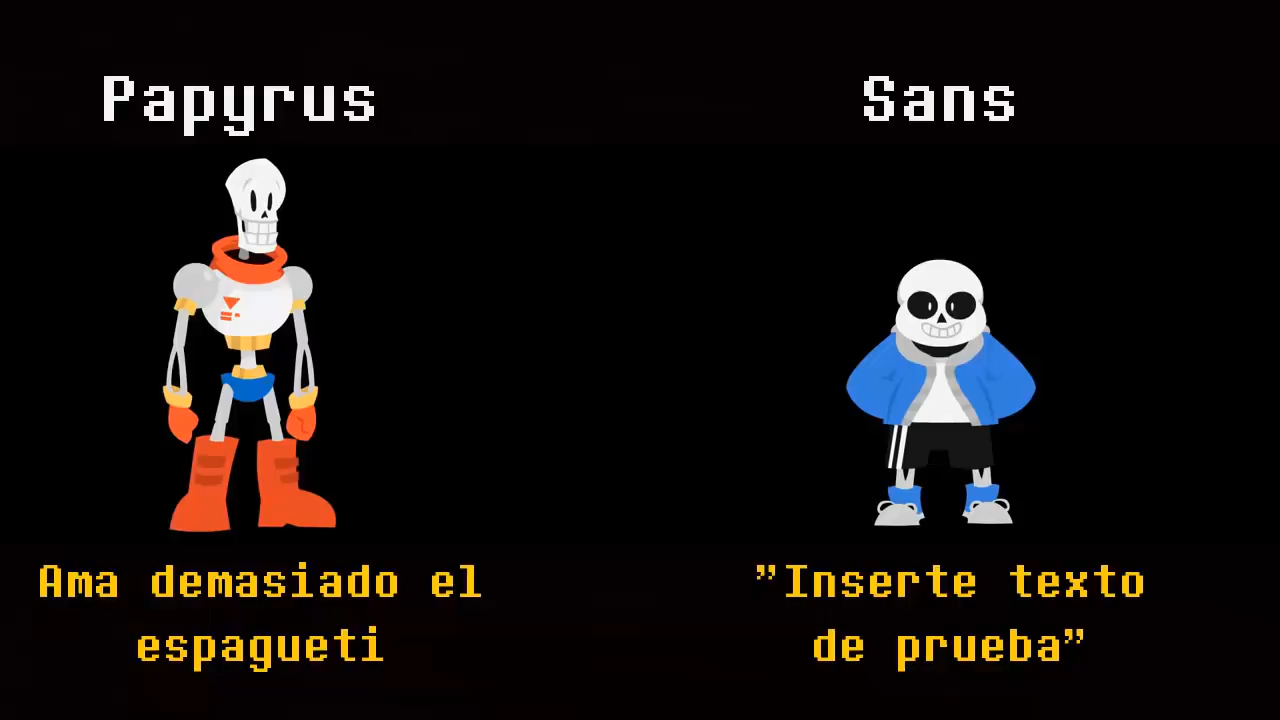 Papyrus
Sans
Ama demasiado el
espagueti
”Inserte texto
de prueba”